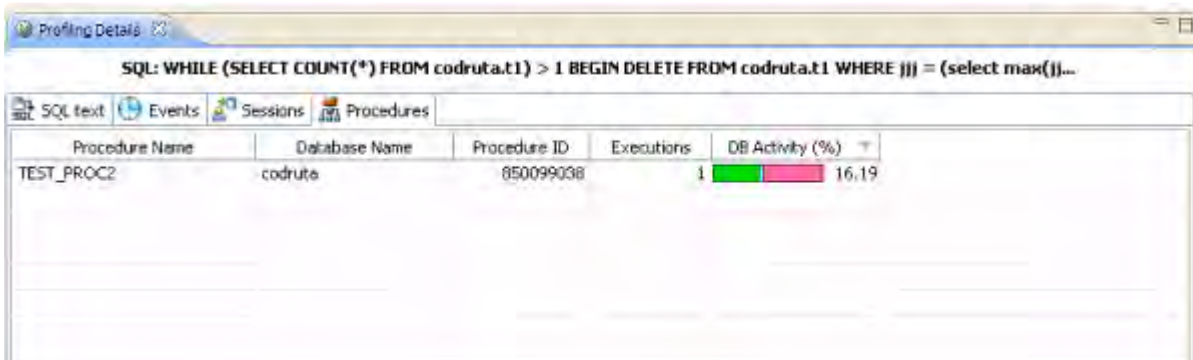 Profiling Details
SQL: WHILE (SELECT COUNT(*) FROM codruta.t1) > 1 BEGIN DELETE FROM codruta.t1 WHERE jjj = (select max(jj...
SQL text Events Sessions Procedures
Procedure Name Database Name Procedure ID Executions DB Activity (%)
TEST_PROC2 codruta 850099038 1 16.19